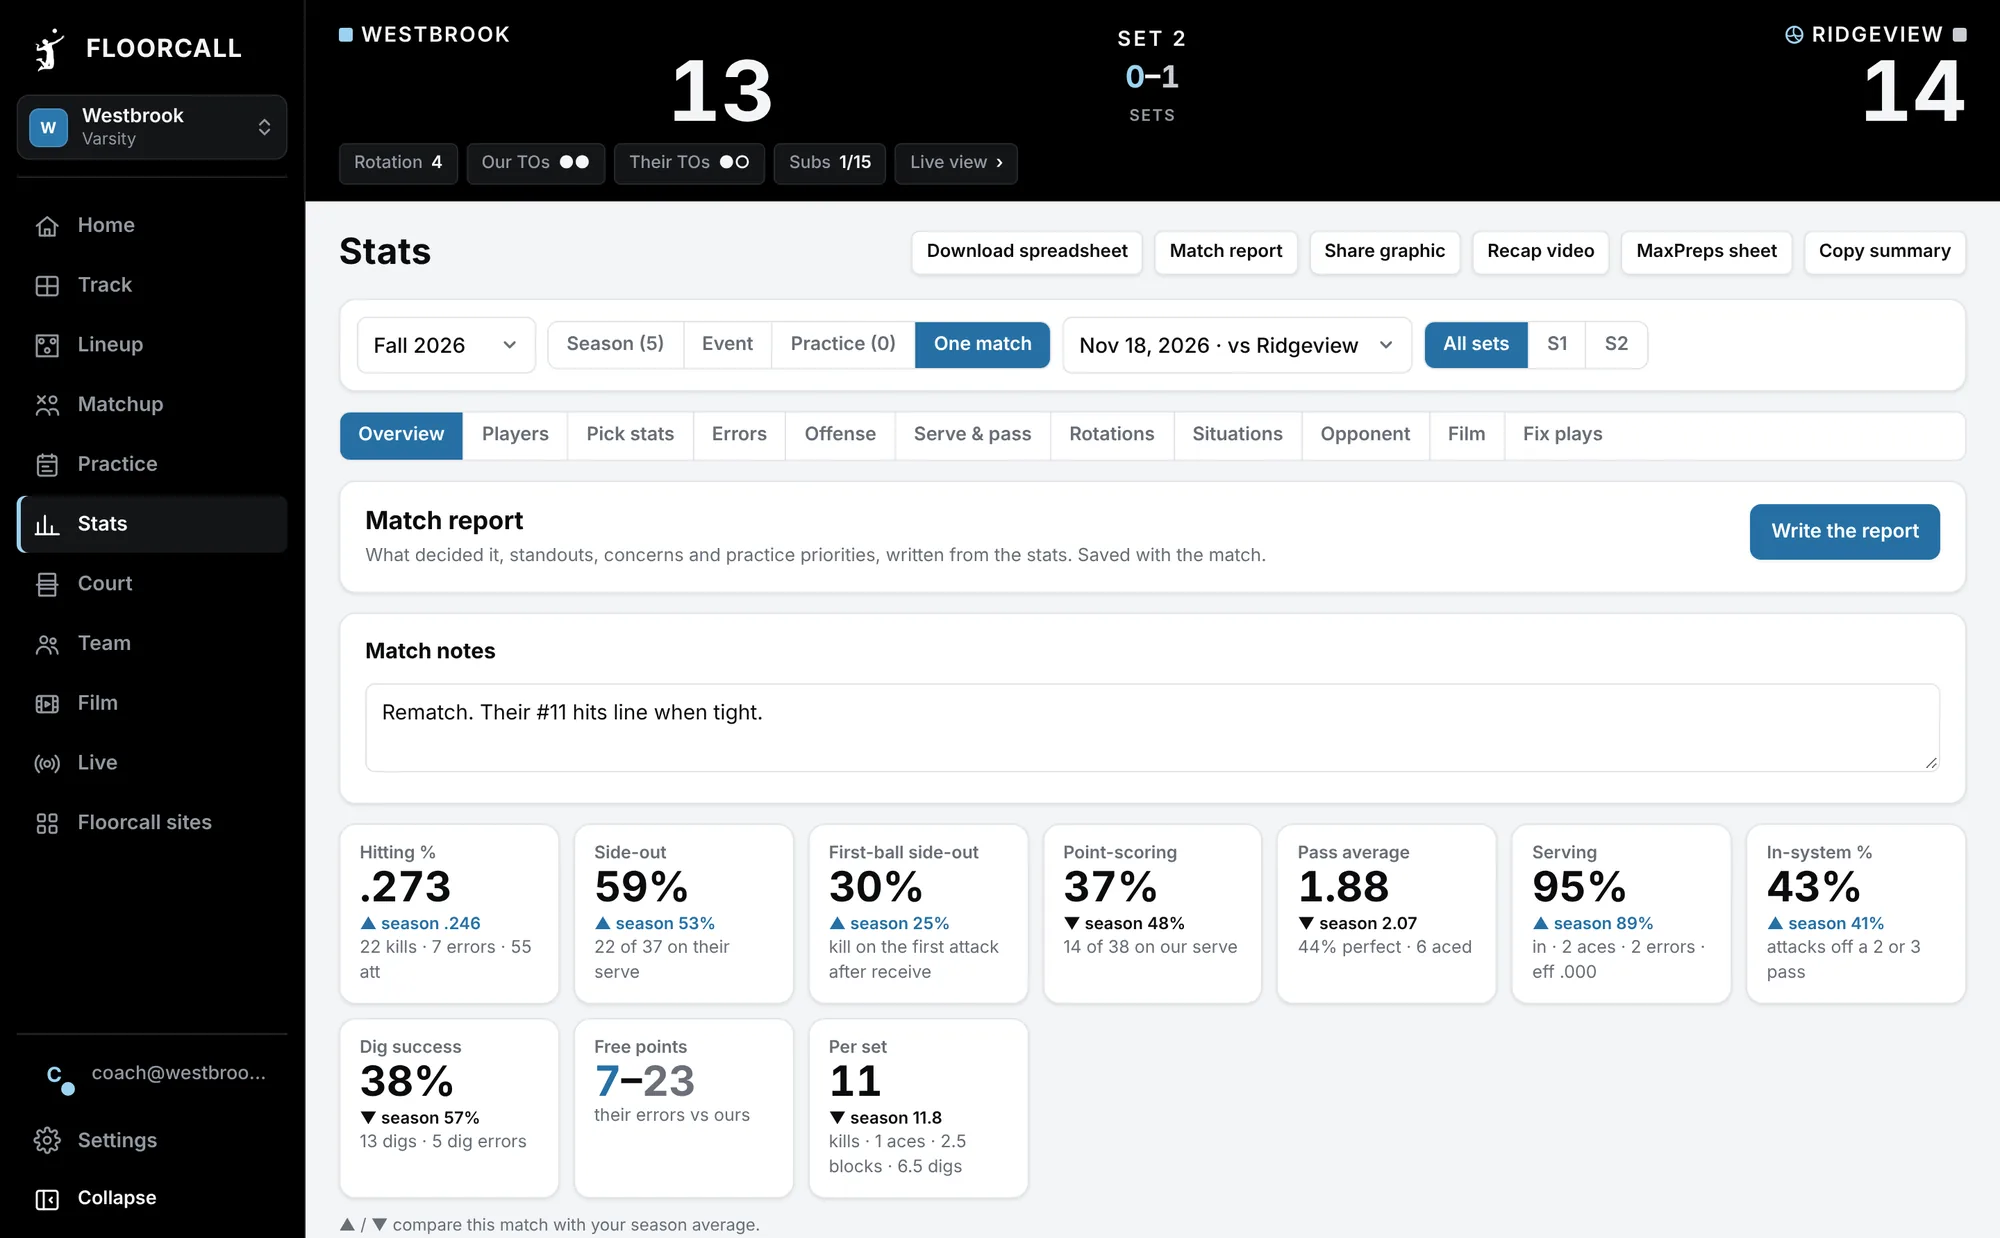 FLOORCALL
W
Westbrook
Varsity
Home
Track
Lineup
Matchup
Practice
Stats
Court
Team
Film
Live
Floorcall sites
C
coach@westbroo...
Settings
Collapse
WESTBROOK
13
SET 2
0–1
SETS
RIDGEVIEW
14
Rotation 4
Our TOs
Their TOs
Subs 1/15
Live view ›
Stats
Download spreadsheet
Match report
Share graphic
Recap video
MaxPreps sheet
Copy summary
Fall 2026
Season (5)
Event
Practice (0)
One match
Nov 18, 2026 · vs Ridgeview
All sets
S1
S2
Overview
Players
Pick stats
Errors
Offense
Serve & pass
Rotations
Situations
Opponent
Film
Fix plays
Match report
What decided it, standouts, concerns and practice priorities, written from the stats. Saved with the match.
Write the report
Match notes
Rematch. Their #11 hits line when tight.
Hitting %
.273
▲ season .246
22 kills · 7 errors · 55
att
Side-out
59%
▲ season 53%
22 of 37 on their
serve
First-ball side-out
30%
▲ season 25%
kill on the first attack
after receive
Point-scoring
37%
▼ season 48%
14 of 38 on our serve
Pass average
1.88
▼ season 2.07
44% perfect · 6 aced
Serving
95%
▲ season 89%
in · 2 aces · 2 errors ·
eff .000
In-system %
43%
▲ season 41%
attacks off a 2 or 3
pass
Dig success
38%
▼ season 57%
13 digs · 5 dig errors
Free points
7–23
their errors vs ours
Per set
11
▼ season 11.8
kills · 1 aces · 2.5
blocks · 6.5 digs
▲ / ▼ compare this match with your season average.